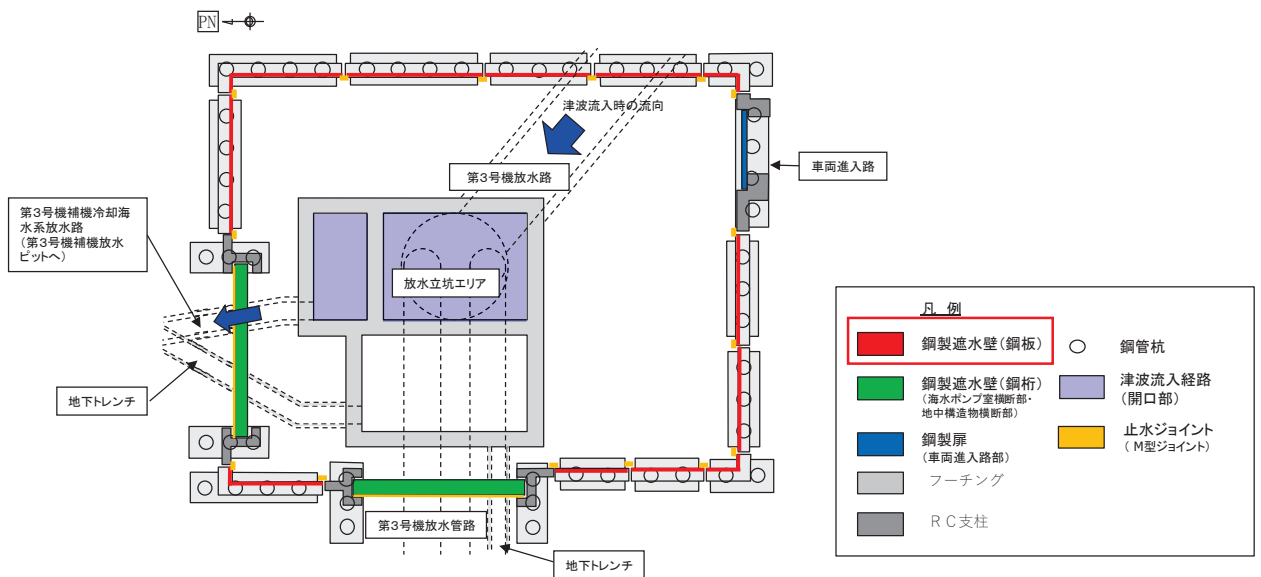 PN
津波流入時の流向
車両進入路
第3号機放水路
第3号機補機冷却海
水系放水路
(第3号機補機放水
ピットへ)
放水立坑エリア
地下トレンチ
第3号機放水管路
地下トレンチ
凡 例
鋼製遮水壁(鋼板)
鋼製遮水壁(鋼桁)
(海水ポンプ室横断部・
地中構造物横断部)
鋼製扉
(車両進入路部)
フーチング
RC支柱
鋼管杭
津波流入経路
(開口部)
止水ジョイント
(M型ジョイント)